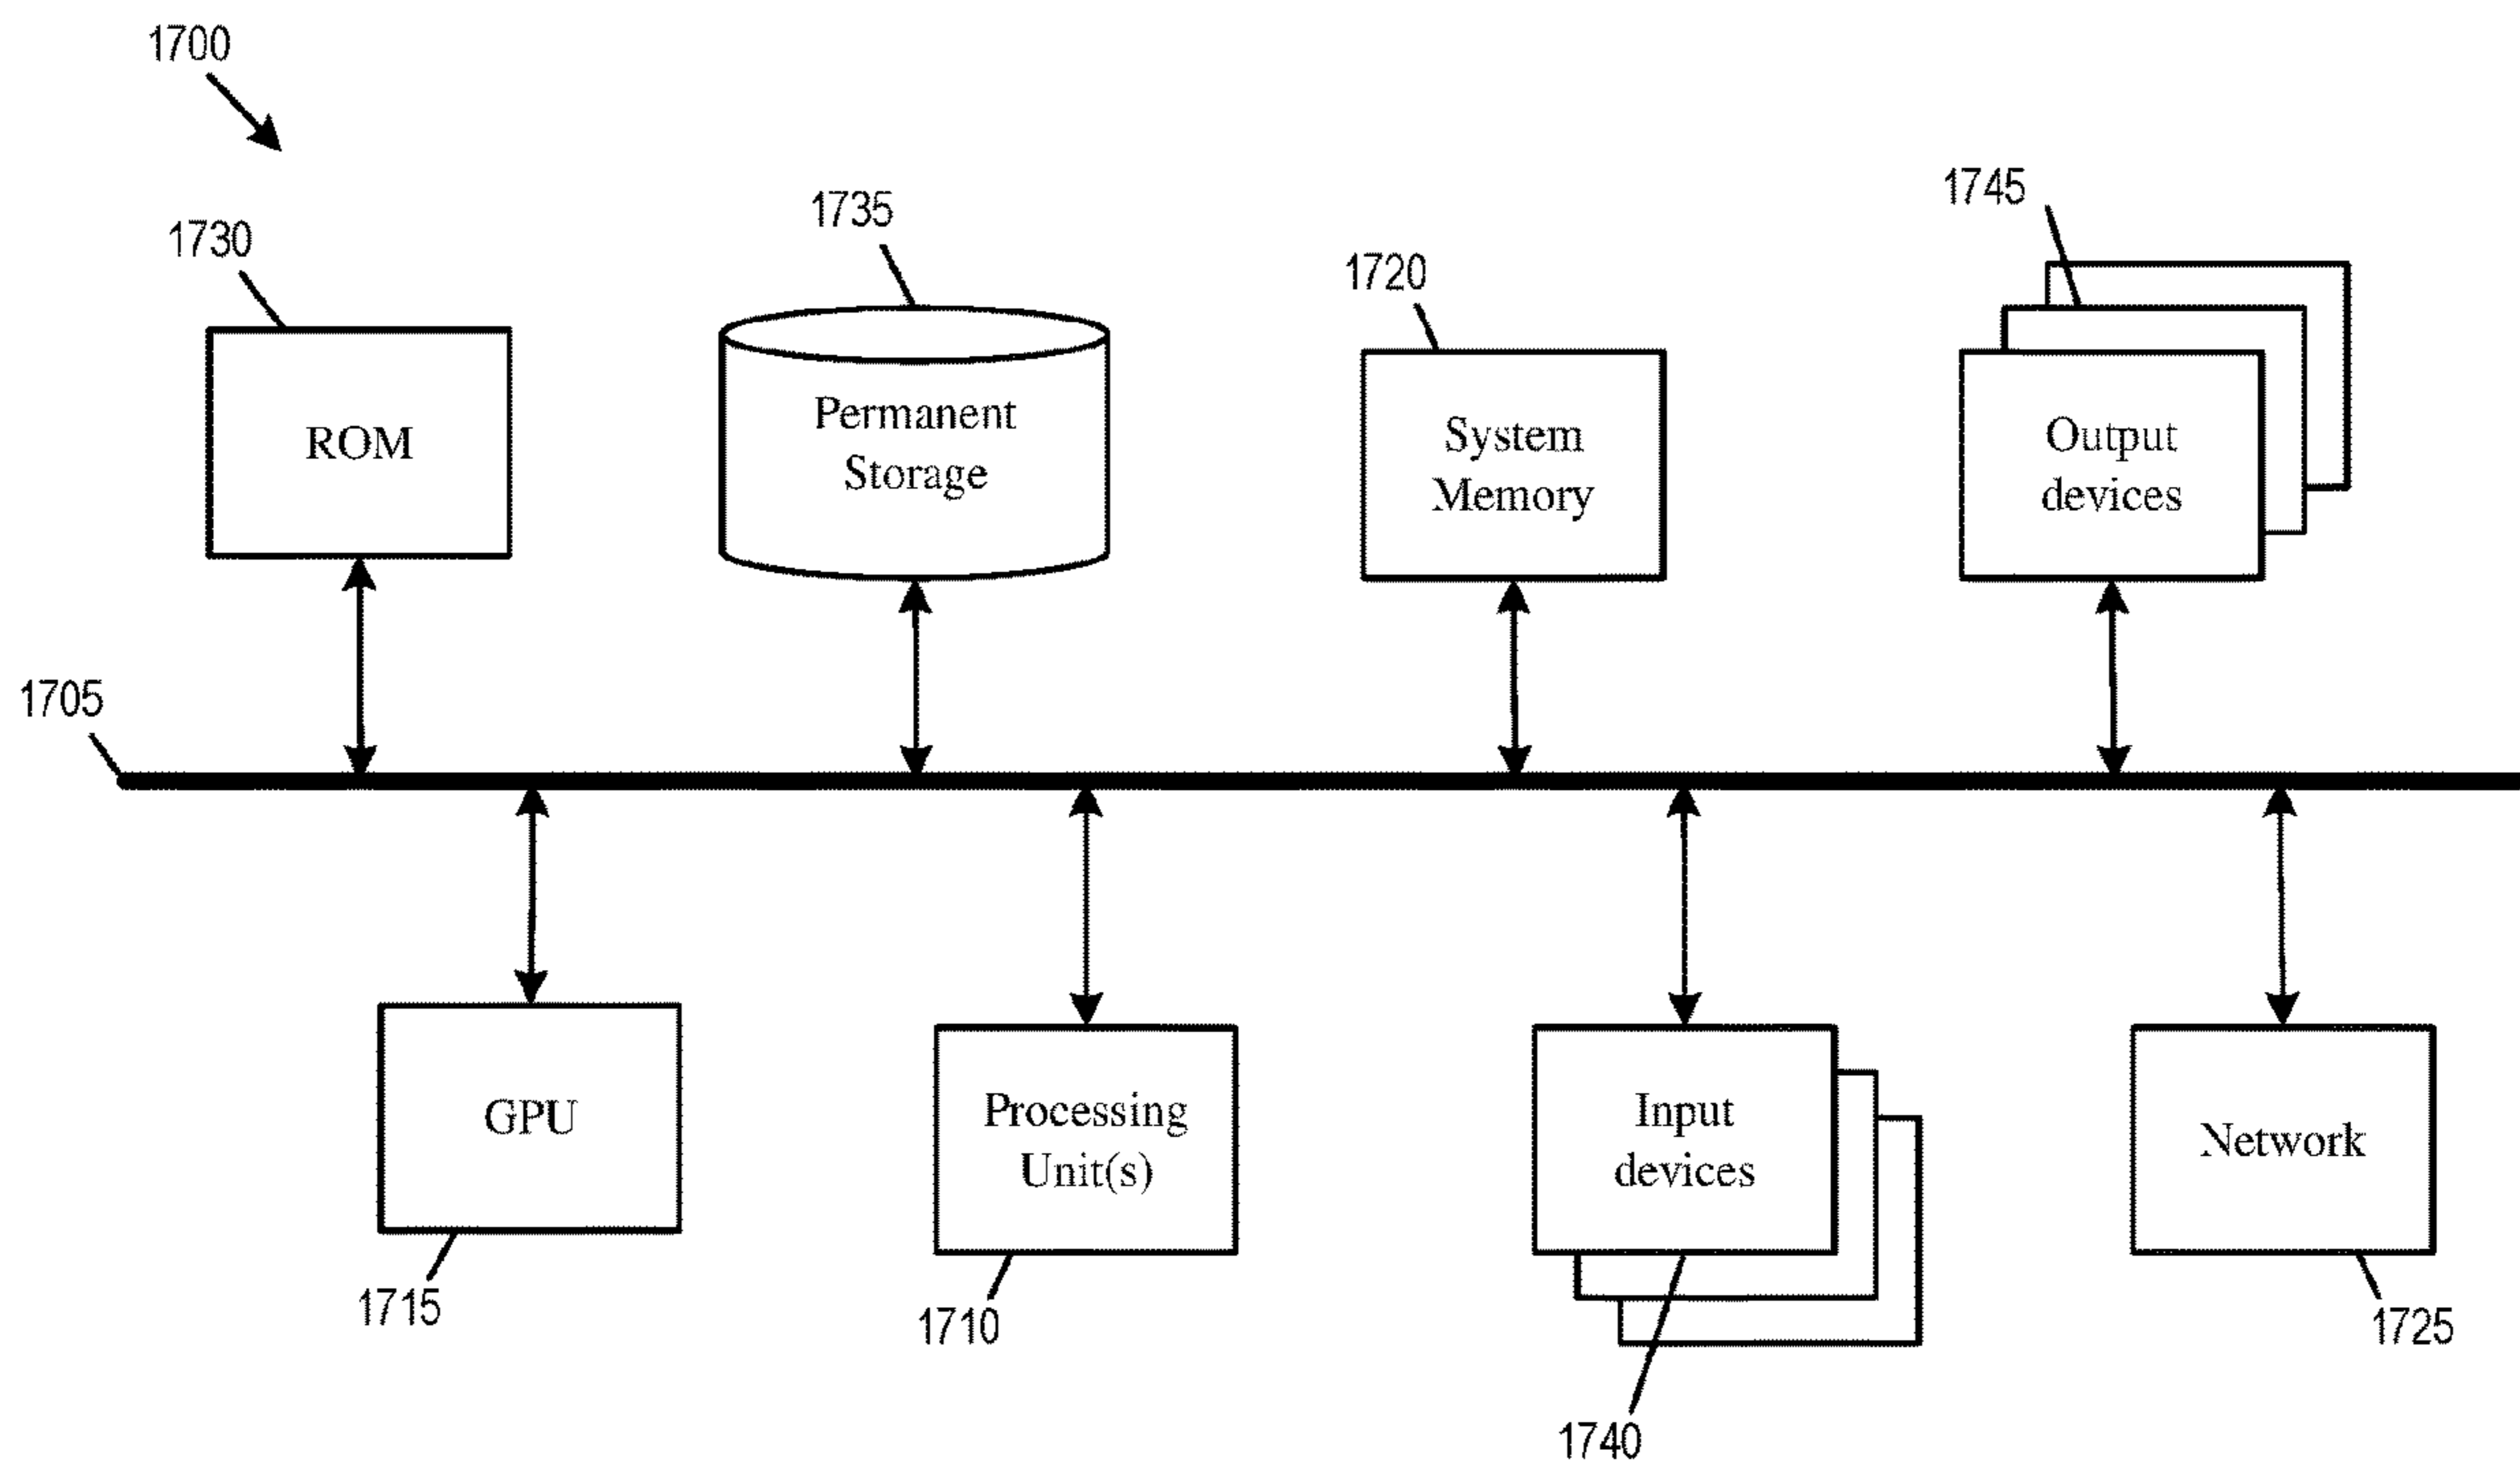 1700
1730
1735
1720
1745
ROM
Permanent
Storage
System
Memory
Output
devices
1705
GPU
Processing
Unit(s)
Input
devices
Network
1715
1710
1740
1725